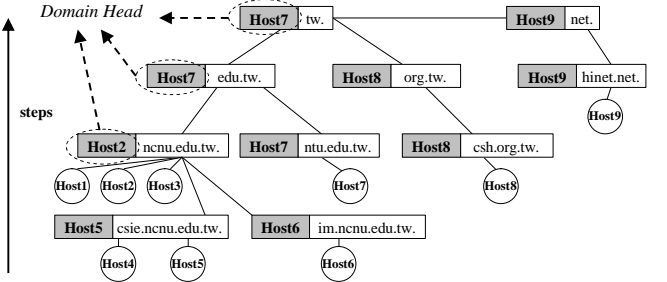 Domain Head
Host7 tw.
Host9 net.
Host7 edu.tw.
Host8 org.tw.
Host9 hinet.net.
steps
Host9
Host2 ncnu.edu.tw.
Host7 ntu.edu.tw.
Host8 csh.org.tw.
Host1 Host2 Host3 Host7 Host8
Host5 csie.ncnu.edu.tw.
Host6 im.ncnu.edu.tw.
Host4 Host5 Host6